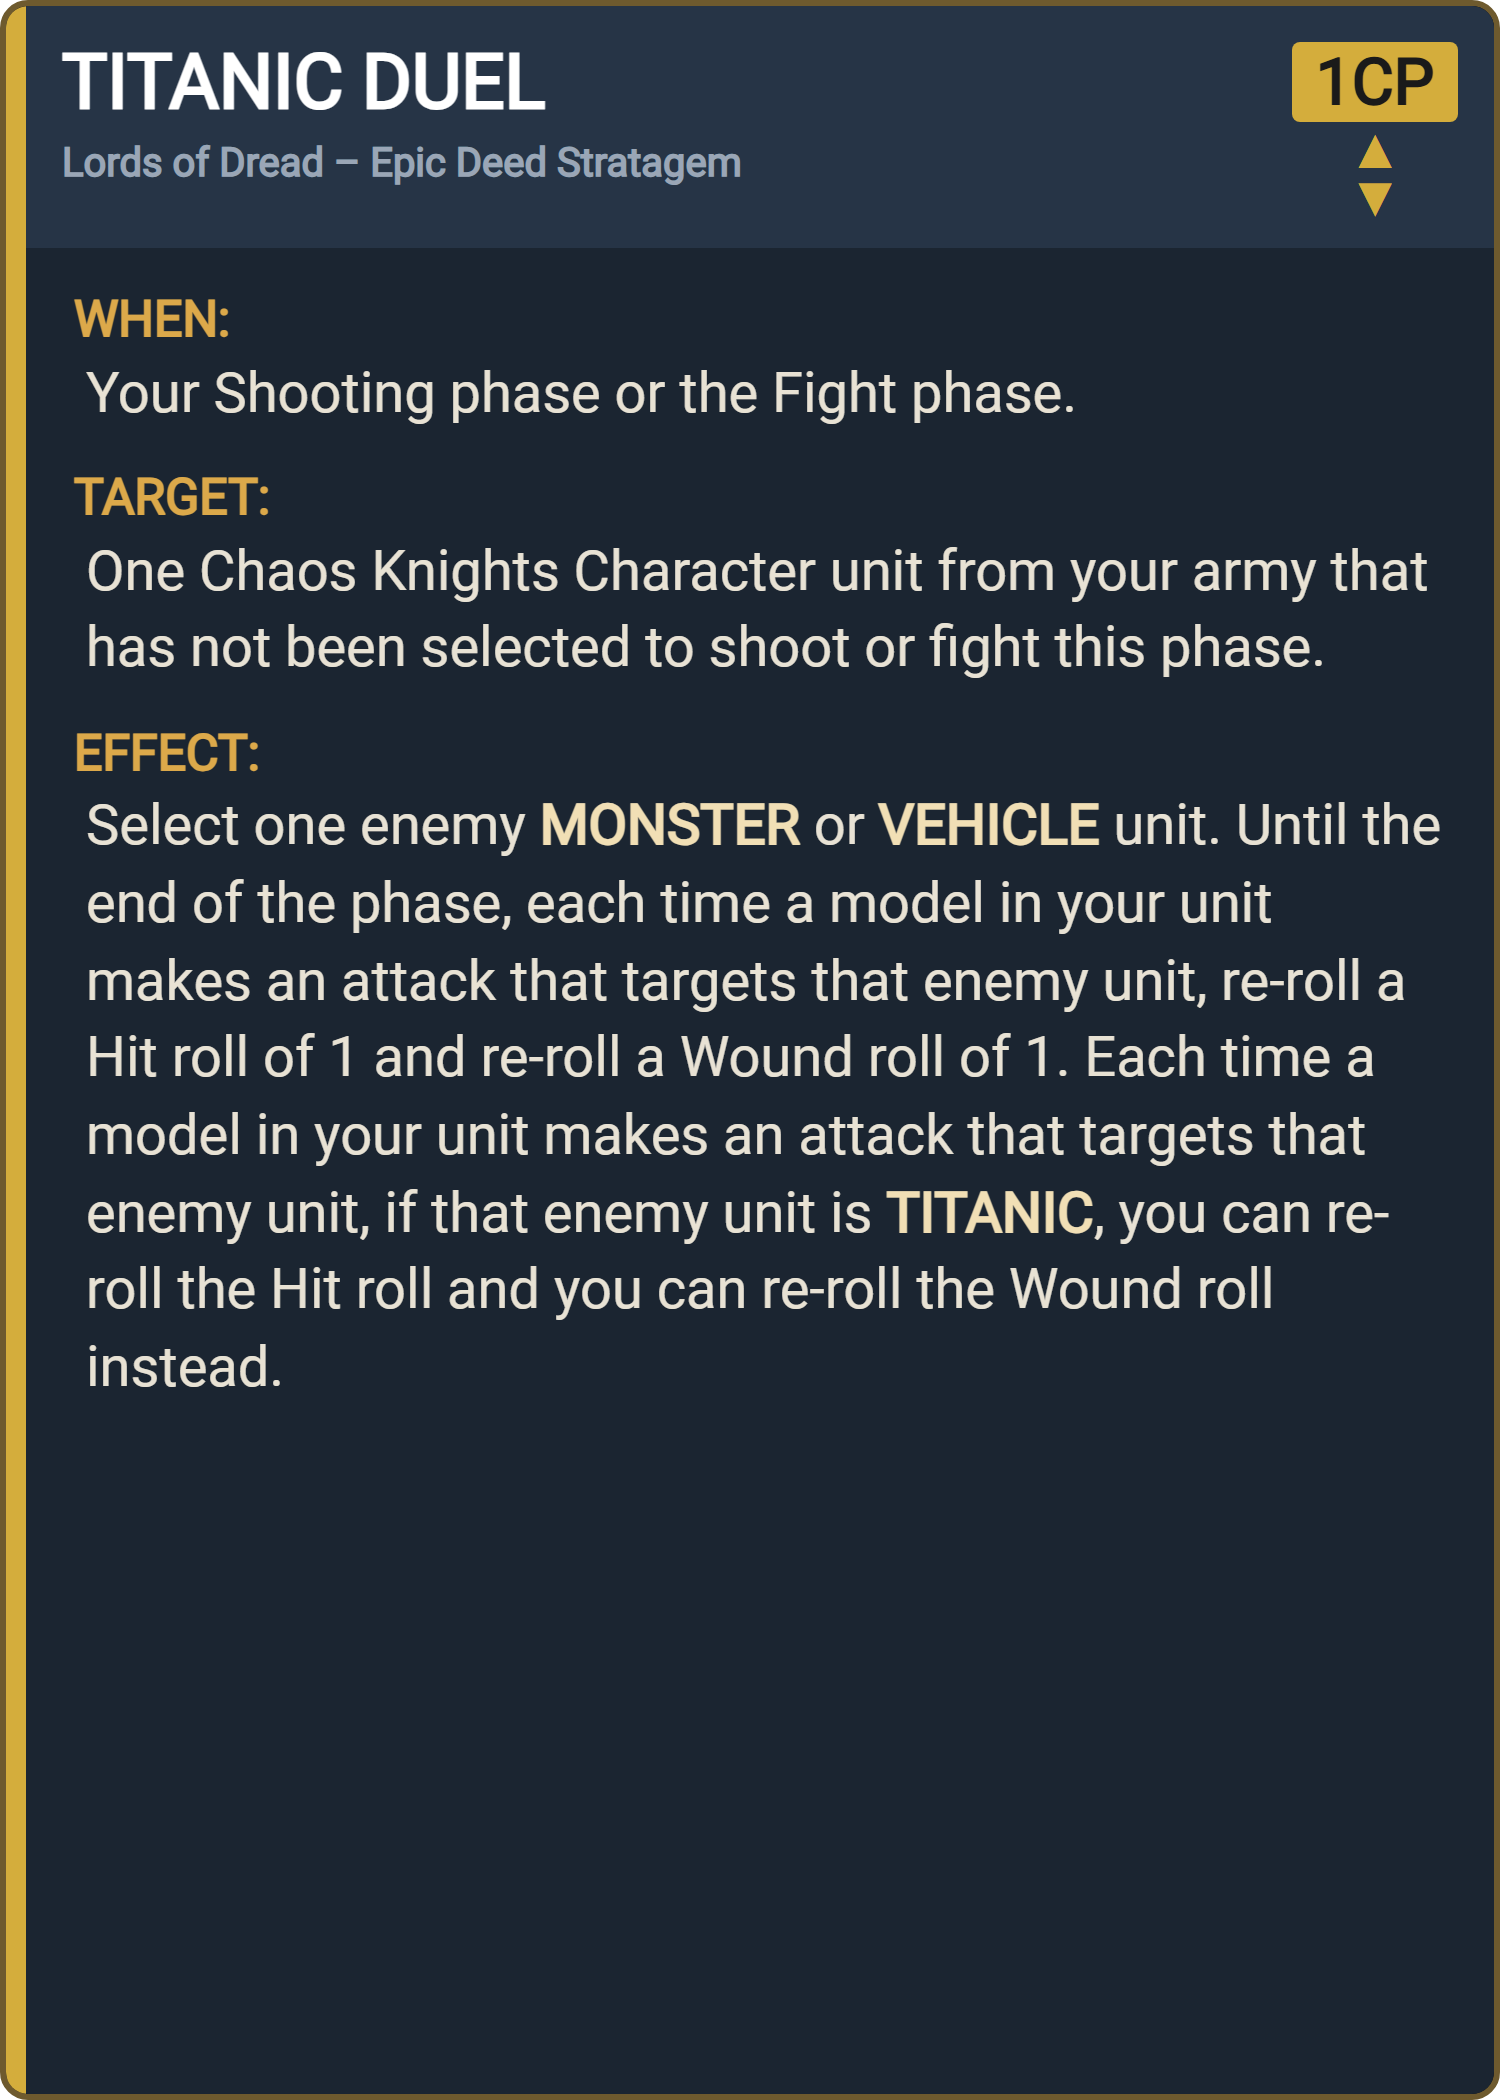 TITANIC DUEL
1CP
Lords of Dread – Epic Deed Stratagem
WHEN:
Your Shooting phase or the Fight phase.
TARGET:
One Chaos Knights Character unit from your army that
has not been selected to shoot or fight this phase.
EFFECT:
Select one enemy MONSTER or VEHICLE unit. Until the
end of the phase, each time a model in your unit
makes an attack that targets that enemy unit, re-roll a
Hit roll of 1 and re-roll a Wound roll of 1. Each time a
model in your unit makes an attack that targets that
enemy unit, if that enemy unit is TITANIC, you can re-
roll the Hit roll and you can re-roll the Wound roll
instead.